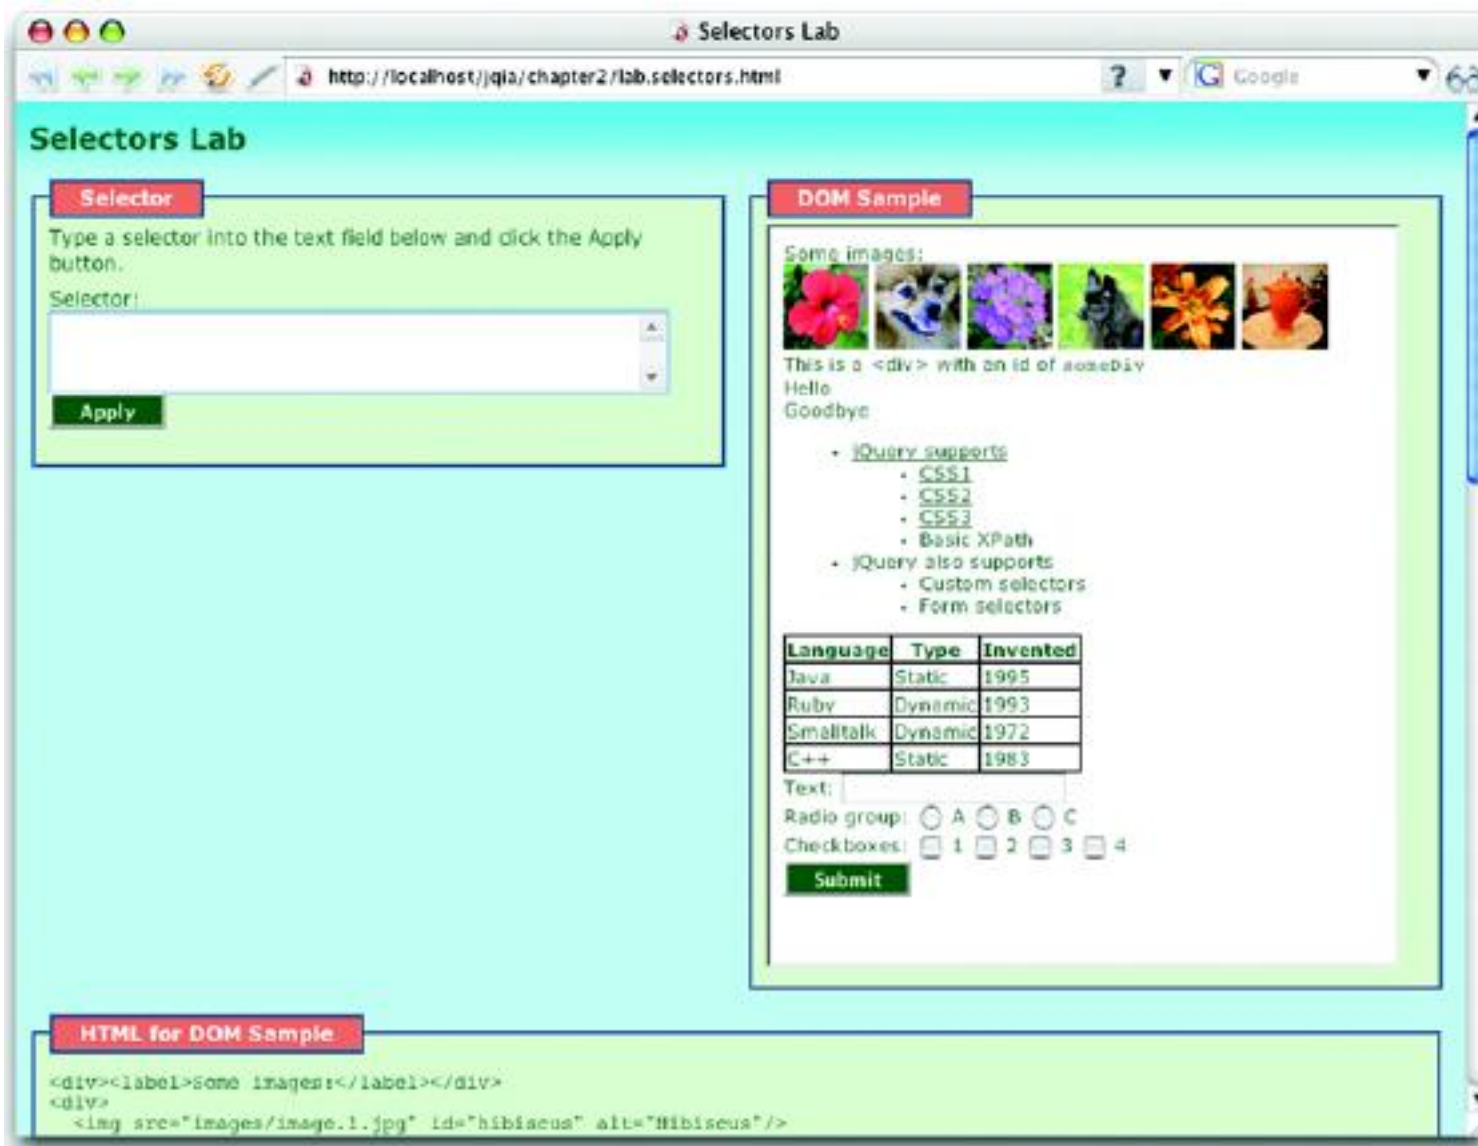 Selectors Lab
http://localhost/jqia/chapter2/lab.selectors.html
?
G Google
Selectors Lab
Selector
Type a selector into the text field below and click the Apply
button.
Selector:
Apply
DOM Sample
Some images:
This is a <div> with an id of someDiv
Hello
Goodbye
jQuery supports
CSS1
CSS2
CSS3
Basic XPath
jQuery also supports
Custom selectors
Form selectors
Language Type Invented
Java Static 1995
Ruby Dynamic 1993
Smalltalk Dynamic 1972
C++ Static 1983
Text:
Radio group: A B C
Checkboxes: 1 2 3 4
Submit
HTML for DOM Sample
<div><label>Some images:</label></div>
<div>
<img src="images/image.1.jpg" id="hibiscus" alt="Hibiscus"/>